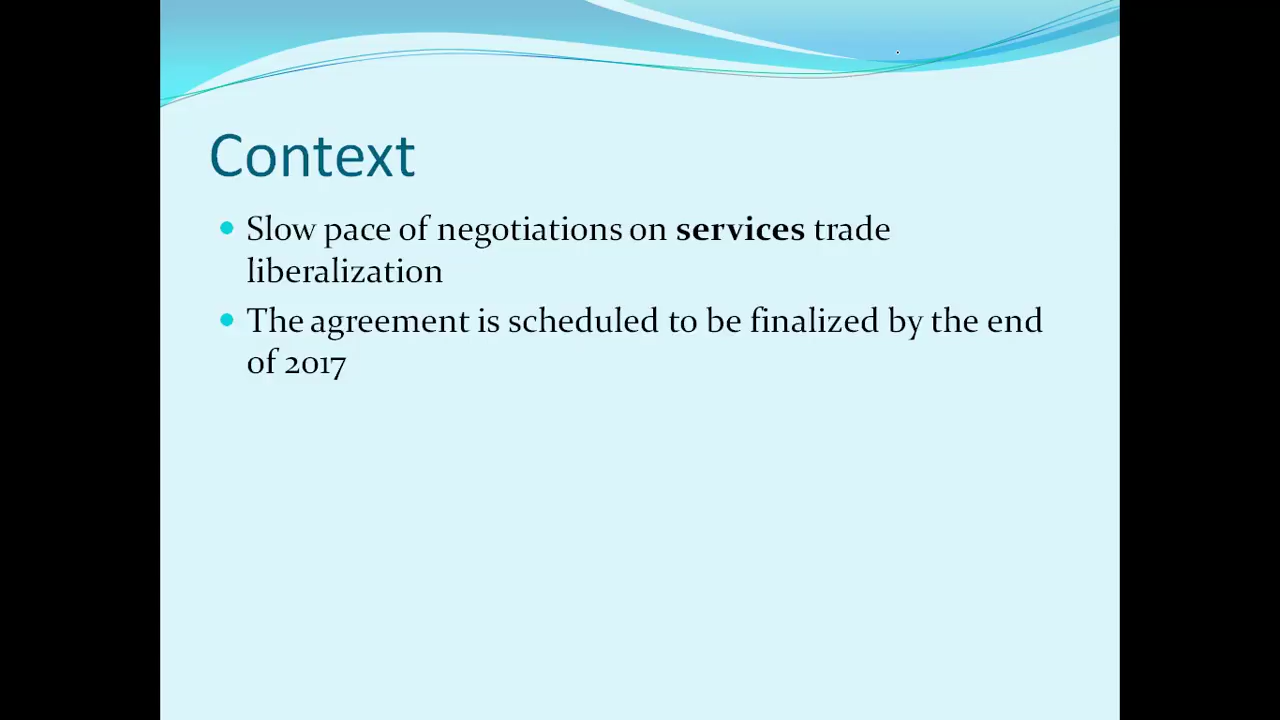 Context
Slow pace of negotiations on services trade
liberalization
The agreement is scheduled to be finalized by the end
of 2017